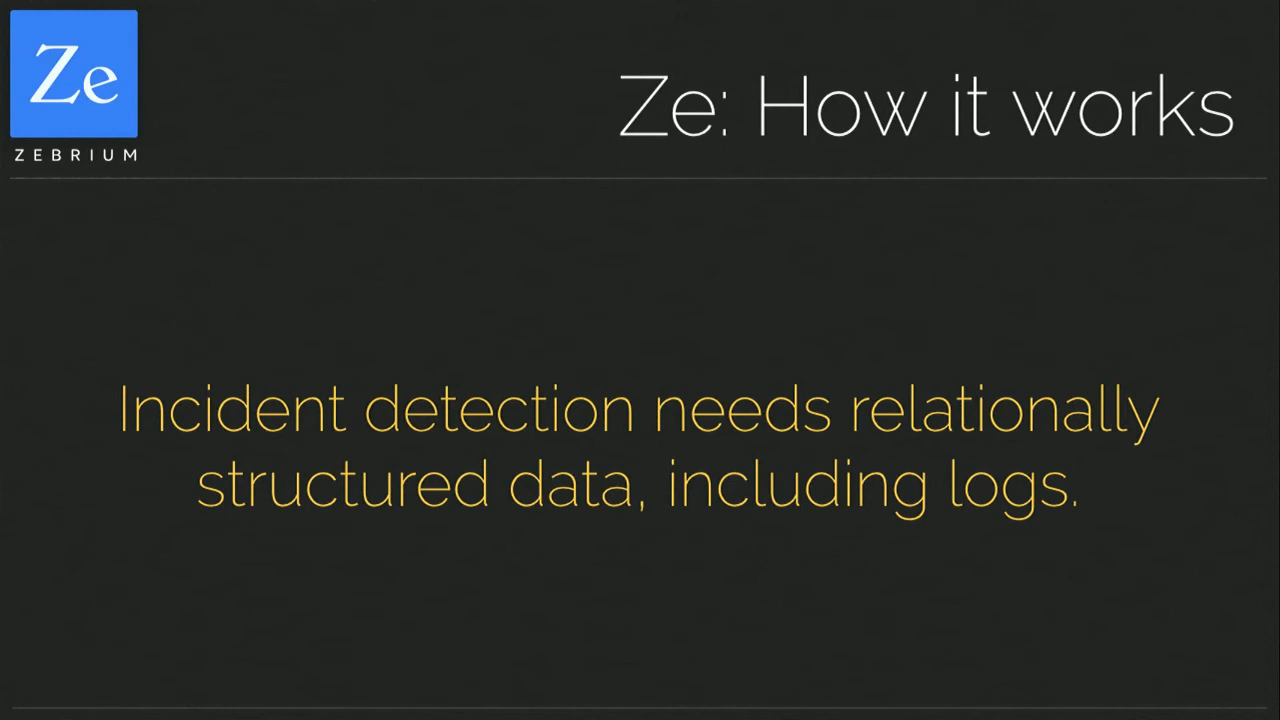 Ze
ZEBRIUM
Ze: How it works
Incident detection needs relationally
structured data, including logs.